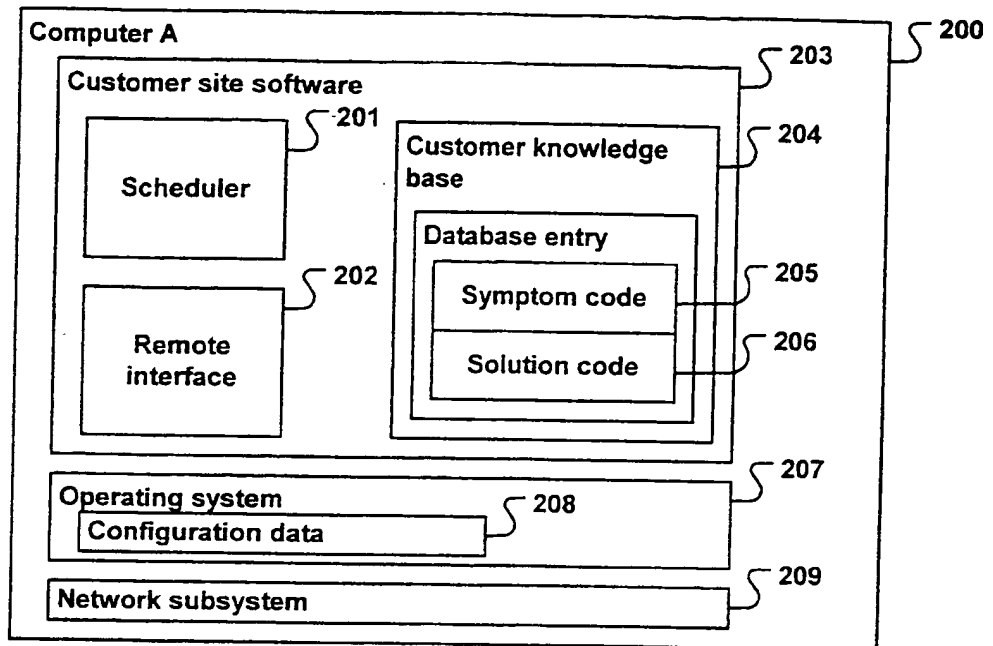 Computer A
200
Customer site software
203
201
Scheduler
Customer knowledge
base
204
Database entry
Symptom code
205
Solution code
206
202
Remote
interface
Operating system
207
Configuration data
208
Network subsystem
209